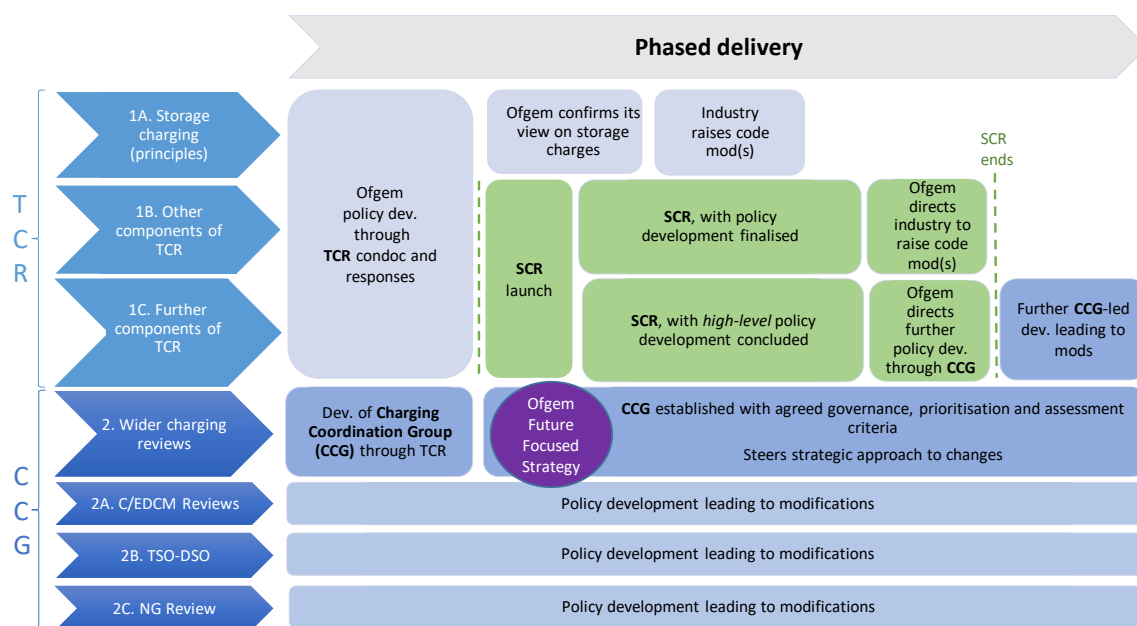 Phased delivery
T
C
R
1A. Storage
charging
(principles)
1B. Other
components of
TCR
1C. Further
components of
TCR
Ofgem
policy dev.
through
TCR condoc and
responses
Ofgem confirms its
view on storage
charges
Industry
raises code
mod(s)
SCR
ends
SCR
launch
SCR, with policy
development finalised
Ofgem
directs
industry to
raise code
mod(s)
SCR, with high-level policy
development concluded
Ofgem
directs
further
policy dev.
through CCG
Further CCG-led
dev. leading to
mods
C
C
G
2. Wider charging
reviews
Dev. of Charging
Coordination Group
(CCG) through TCR
Ofgem
Future
Focused
Strategy
CCG established with agreed governance, prioritisation and assessment
criteria
Steers strategic approach to changes
2A. C/EDCM Reviews
Policy development leading to modifications
2B. TSO-DSO
Policy development leading to modifications
2C. NG Review
Policy development leading to modifications